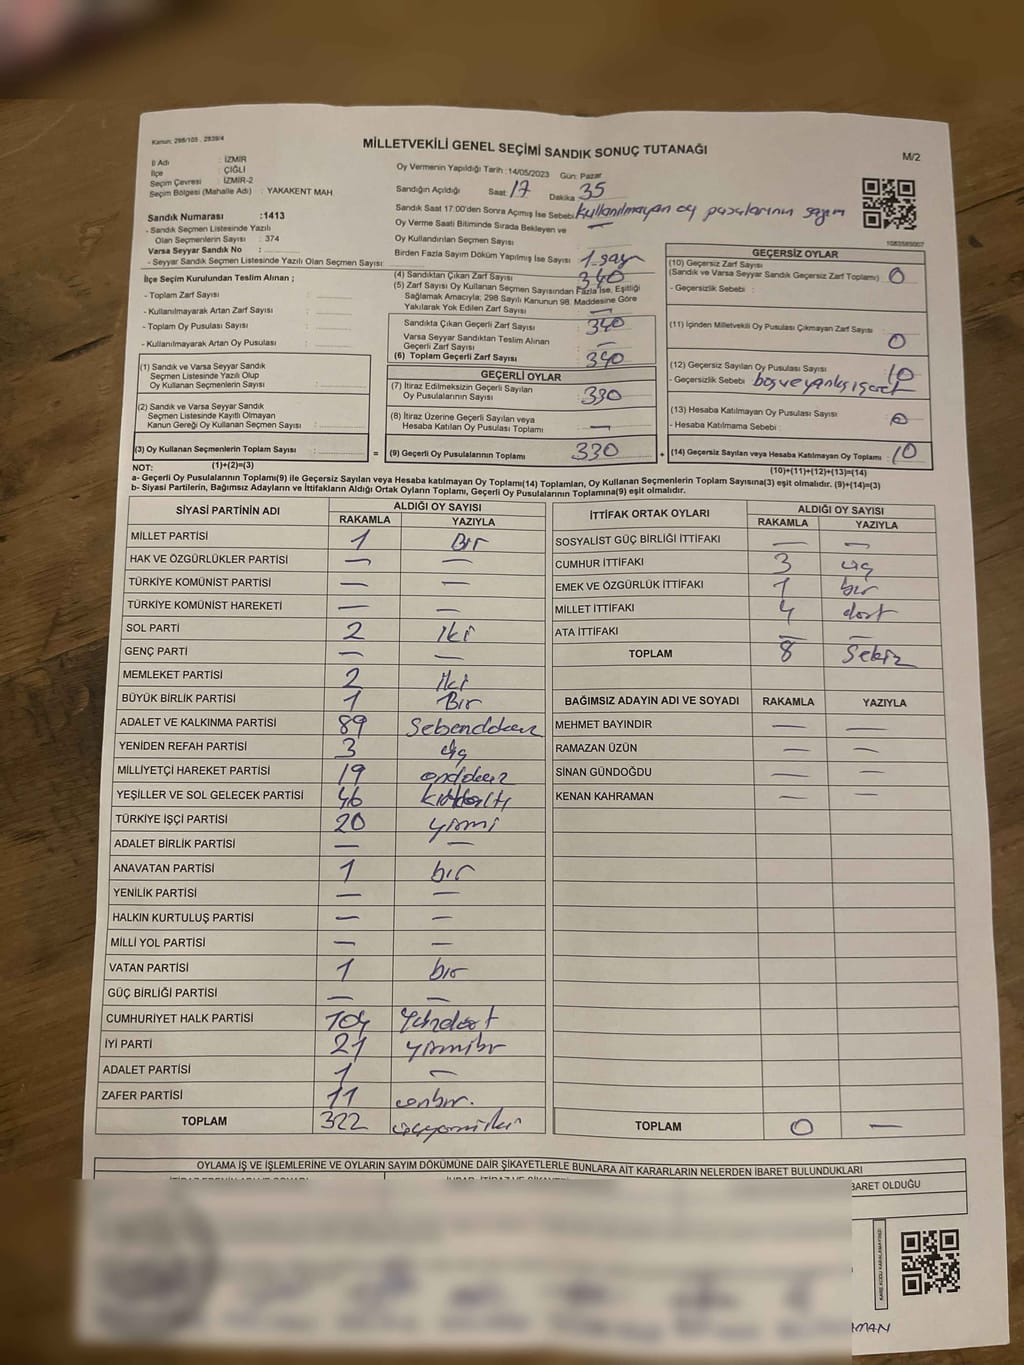 Kanun: 298/105 , 2839/4
MİLLETVEKİLİ GENEL SEÇİMİ SANDIK SONUÇ TUTANAĞI
M/2
İl Adı : İZMİR
İlçe : ÇİĞLİ
Seçim Çevresi : İZMİR-2
Seçim Bölgesi (Mahalle Adı) : YAKAKENT MAH.
Sandık Numarası : 1413
- Sandık Seçmen Listesinde Yazılı
Olan Seçmenlerin Sayısı : 374
Varsa Seyyar Sandık No :
- Seyyar Sandık Seçmen Listesinde Yazılı Olan Seçmen Sayısı:
Oy Vermenin Yapıldığı Tarih :14/05/2023 Gün: Pazar
Sandığın Açıldığı Saat: 17 Dakika 35
Sandık Saat 17.00'den Sonra Açımış İse Sebebi: kullanılmayan oy pusalarının sayım
Oy Verme Saati Bitiminde Sırada Bekleyen ve
Oy Kullandırılan Seçmen Sayısı : —
Birden Fazla Sayım Döküm Yapılmış İse Sayısı : 1. say
1083585007
İlçe Seçim Kurulundan Teslim Alınan ;
- Toplam Zarf Sayısı :
- Kullanılmayarak Artan Zarf Sayısı :
- Toplam Oy Pusulası Sayısı :
- Kullanılmayarak Artan Oy Pusulası :
(1) Sandık ve Varsa Seyyar Sandık
Seçmen Listesinde Yazılı Olup
Oy Kullanan Seçmenlerin Sayısı :
(2) Sandık ve Varsa Seyyar Sandık
Seçmen Listesinde Kayıtlı Olmayan
Kanun Gereği Oy Kullanan Seçmen Sayısı :
(3) Oy Kullanan Seçmenlerin Toplam Sayısı :
(1)+(2)=(3)
(4) Sandıktan Çıkan Zarf Sayısı : 340
(5) Zarf Sayısı Oy Kullanan Seçmen Sayısından Fazla İse, Eşitliği
Sağlamak Amacıyla; 298 Sayılı Kanunun 98. Maddesine Göre
Yakılarak Yok Edilen Zarf Sayısı : —
Sandıkta Çıkan Geçerli Zarf Sayısı : 340
Varsa Seyyar Sandıktan Teslim Alınan
Geçerli Zarf Sayısı : —
(6) Toplam Geçerli Zarf Sayısı : 340
GEÇERLİ OYLAR
(7) İtiraz Edilmeksizin Geçerli Sayılan
Oy Pusulalarının Sayısı : 330
(8) İtiraz Üzerine Geçerli Sayılan veya
Hesaba Katılan Oy Pusulası Toplamı : —
= (9) Geçerli Oy Pusulalarının Toplamı : 330
GEÇERSİZ OYLAR
(10) Geçersiz Zarf Sayısı
(Sandık ve Varsa Seyyar Sandık Geçersiz Zarf Toplamı) : 0
- Geçersizlik Sebebi :
(11) İçinden Milletvekili Oy Pusulası Çıkmayan Zarf Sayısı : 0
(12) Geçersiz Sayılan Oy Pusulası Sayısı : 10
- Geçersizlik Sebebi boş ve yanlış işaret
(13) Hesaba Katılmayan Oy Pusulası Sayısı : 0
- Hesaba Katılmama Sebebi :
+ (14) Geçersiz Sayılan veya Hesaba Katılmayan Oy Toplamı : 10
(10)+(11)+(12)+(13)=(14)
NOT:
a- Geçerli Oy Pusulalarının Toplamı(9) ile Geçersiz Sayılan veya Hesaba katılmayan Oy Toplamı(14) Toplamları, Oy Kullanan Seçmenlerin Toplam Sayısına(3) eşit olmalıdır. (9)+(14)=(3)
b- Siyasi Partilerin, Bağımsız Adayların ve İttifakların Aldığı Ortak Oyların Toplamı, Geçerli Oy Pusulalarının Toplamına(9) eşit olmalıdır.
SİYASİ PARTİNİN ADI ALDIĞI OY SAYISI
RAKAMLA YAZIYLA
MİLLET PARTİSİ 1 Bir
HAK VE ÖZGÜRLÜKLER PARTİSİ — —
TÜRKİYE KOMÜNİST PARTİSİ — —
TÜRKİYE KOMÜNİST HAREKETİ — —
SOL PARTİ 2 iki
GENÇ PARTİ — —
MEMLEKET PARTİSİ 2 iki
BÜYÜK BİRLİK PARTİSİ 1 Bir
ADALET VE KALKINMA PARTİSİ 89 Seksendokuz
YENİDEN REFAH PARTİSİ 3 üç
MİLLİYETÇİ HAREKET PARTİSİ 19 ondokuz
YEŞİLLER VE SOL GELECEK PARTİSİ 46 kırkaltı
TÜRKİYE İŞÇİ PARTİSİ 20 yirmi
ADALET BİRLİK PARTİSİ — —
ANAVATAN PARTİSİ 1 bir
YENİLİK PARTİSİ — —
HALKIN KURTULUŞ PARTİSİ — —
MİLLİ YOL PARTİSİ — —
VATAN PARTİSİ 1 bir
GÜÇ BİRLİĞİ PARTİSİ — —
CUMHURİYET HALK PARTİSİ 104 Yüzdört
İYİ PARTİ 21 yirmibir
ADALET PARTİSİ 1 —
ZAFER PARTİSİ 11 onbir.
TOPLAM 322 üçyüzyirmiiki
İTTİFAK ORTAK OYLARI ALDIĞI OY SAYISI
RAKAMLA YAZIYLA
SOSYALİST GÜÇ BİRLİĞİ İTTİFAKI — —
CUMHUR İTTİFAKI 3 üç
EMEK VE ÖZGÜRLÜK İTTİFAKI 1 bir
MİLLET İTTİFAKI 4 dört
ATA İTTİFAKI — —
TOPLAM 8 Sekiz
BAĞIMSIZ ADAYIN ADI VE SOYADI RAKAMLA YAZIYLA
MEHMET BAYINDIR — —
RAMAZAN ÜZÜN — —
SİNAN GÜNDOĞDU — —
KENAN KAHRAMAN — —
TOPLAM 0 —
OYLAMA İŞ VE İŞLEMLERİNE VE OYLARIN SAYIM DÖKÜMÜNE DAİR ŞİKAYETLERLE BUNLARA AİT KARARLARIN NELERDEN İBARET BULUNDUKLARI
BARET OLDUĞU